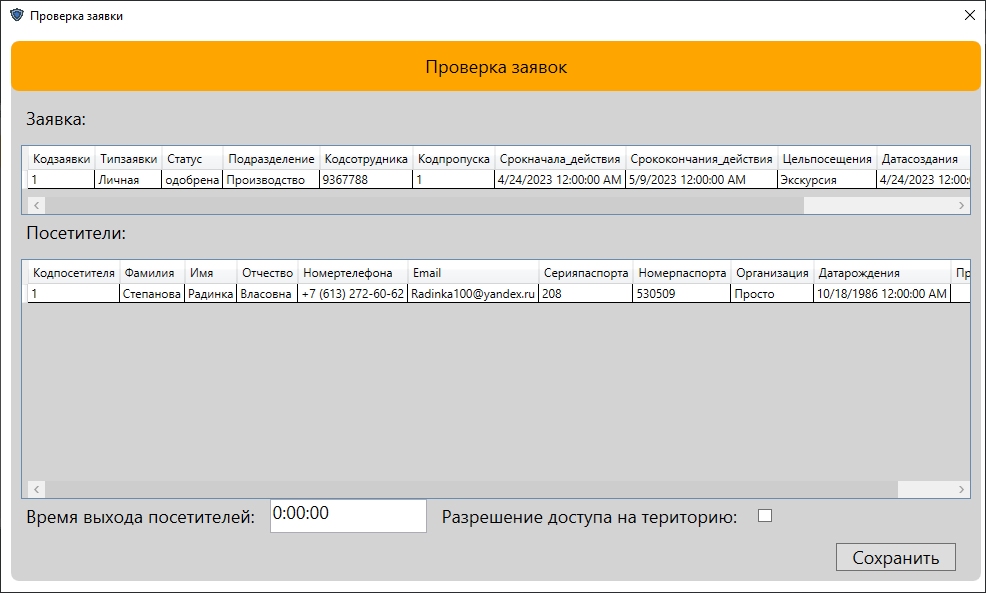 Проверка заявки
Проверка заявок
Заявка:
Кодзаявки Типзаявки Статус Подразделение Кодсотрудника Кодпропуска Срокначала_действия Срококончания_действия Цельпосещения Датасоздания
1 Личная одобрена Производство 9367788 1 4/24/2023 12:00:00 AM 5/9/2023 12:00:00 AM Экскурсия 4/24/2023 12:00:
Посетители:
Кодпосетителя Фамилия Имя Отчество Номертелефона Email Серияпаспорта Номерпаспорта Организация Датарождения Пр
1 Степанова Радинка Власовна +7 (613) 272-60-62 Radinka100@yandex.ru 208 530509 Просто 10/18/1986 12:00:00 AM
Время выхода посетителей: 0:00:00 Разрешение доступа на територию:
Сохранить